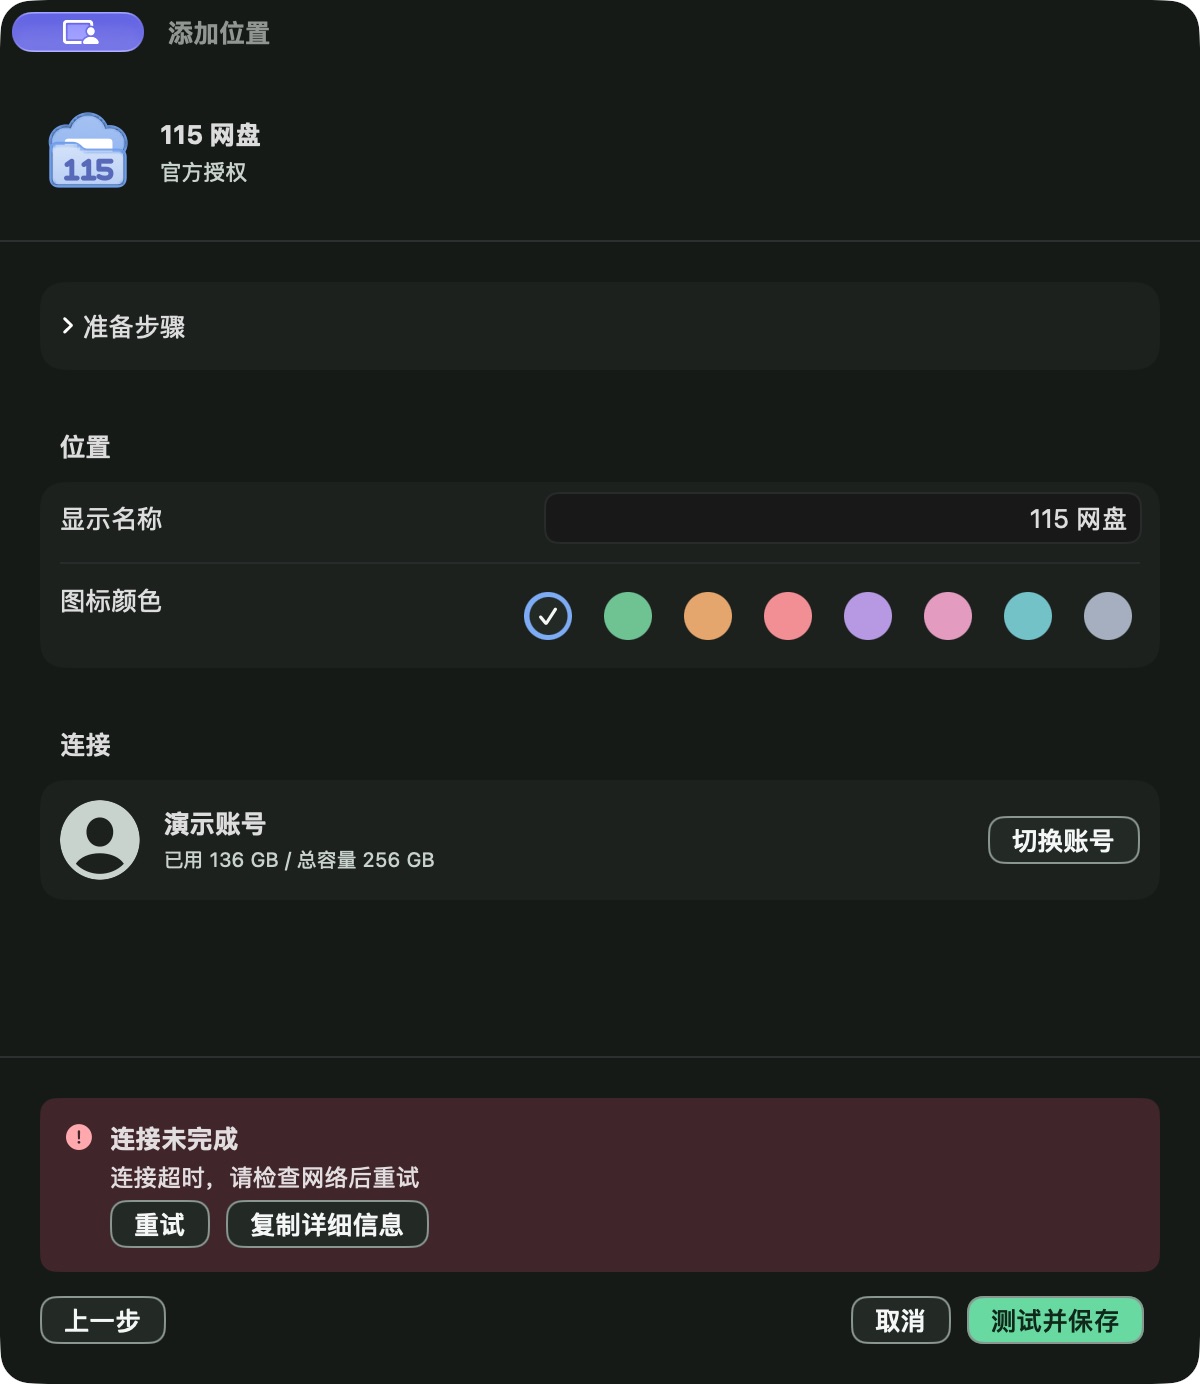 添加位置
115
115 网盘
官方授权
准备步骤
位置
显示名称
115 网盘
图标颜色
连接
演示账号
已用 136 GB / 总容量 256 GB
切换账号
连接未完成
连接超时，请检查网络后重试
重试
复制详细信息
上一步
取消
测试并保存